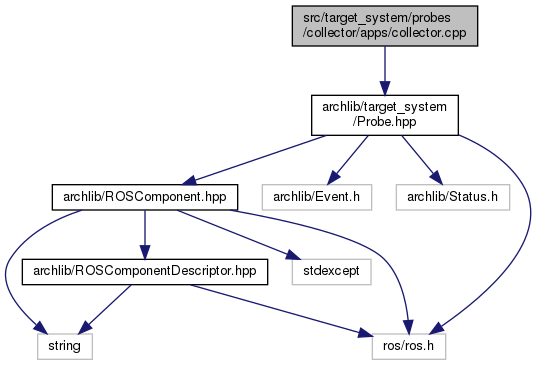 src/target_system/probes
/collector/apps/collector.cpp
archlib/target_system
/Probe.hpp
archlib/ROSComponent.hpp
archlib/Event.h
archlib/Status.h
archlib/ROSComponentDescriptor.hpp
stdexcept
string
ros/ros.h